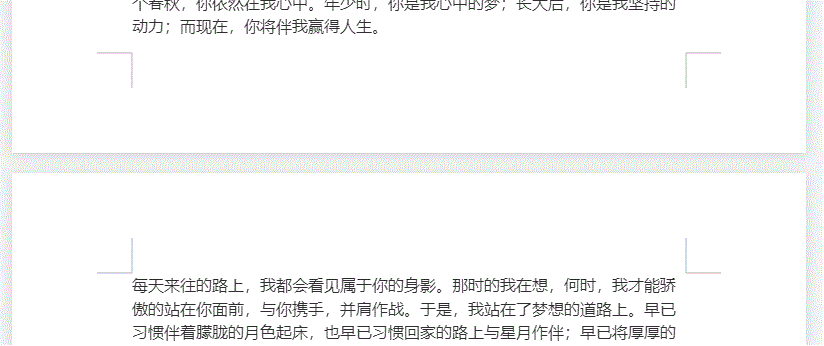 个春秋，你依然在我心中。年少时，你是我心中的梦；长大后，你是我坚持的
动力；而现在，你将伴我赢得人生。
每天来往的路上，我都会看见属于你的身影。那时的我在想，何时，我才能骄
傲的站在你面前，与你携手，并肩作战。于是，我站在了梦想的道路上。早已
习惯伴着朦胧的月色起床，也早已习惯回家的路上与星月作伴；早已将厚厚的